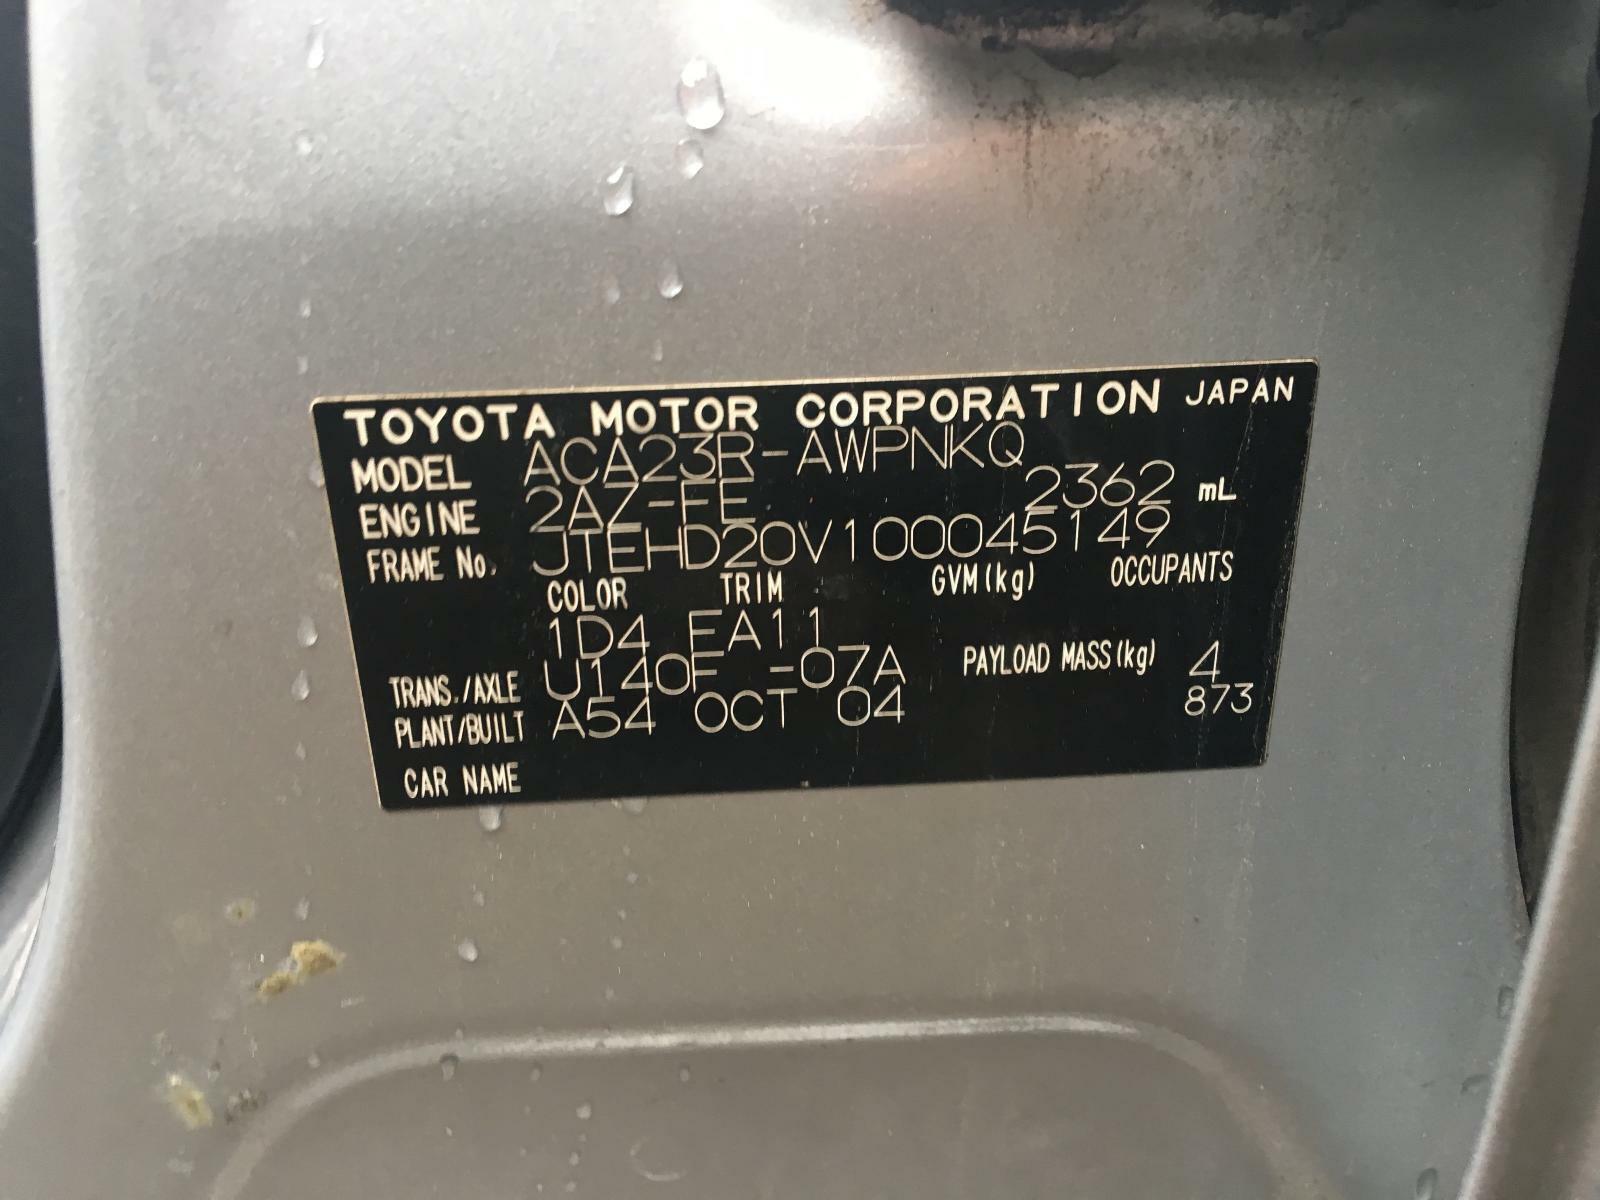 TOYOTA MOTOR CORPORATION JAPAN
MODEL ACA23R-AWPNKQ
ENGINE 2AZ-FE 2362 mL
FRAME No. JTEHD20V100045149
COLOR TRIM GVM(kg) OCCUPANTS
1D4 EA11
TRANS./AXLE U140F -07A PAYLOAD MASS(kg) 4
PLANT/BUILT A54 OCT 04 873
CAR NAME